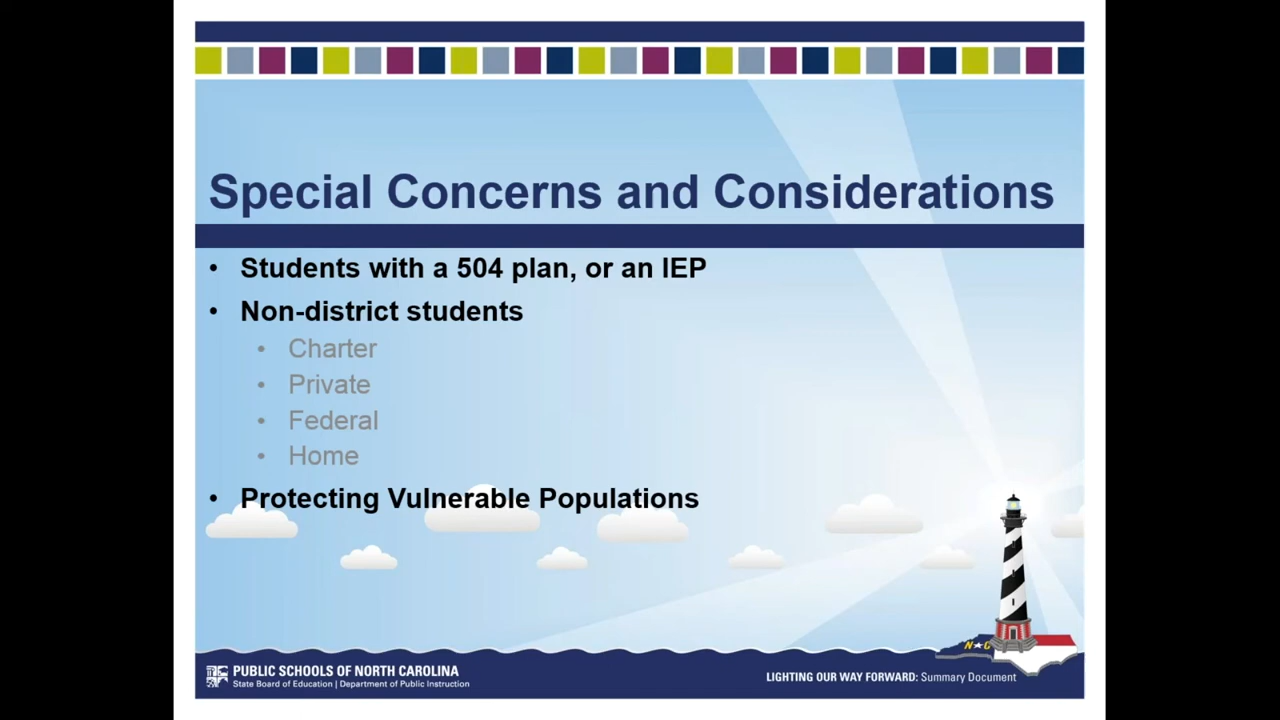 Special Concerns and Considerations
• Students with a 504 plan, or an IEP
• Non-district students
• Charter
• Private
• Federal
• Home
• Protecting Vulnerable Populations
N★C
PUBLIC SCHOOLS OF NORTH CAROLINA
State Board of Education | Department of Public Instruction
LIGHTING OUR WAY FORWARD: Summary Document